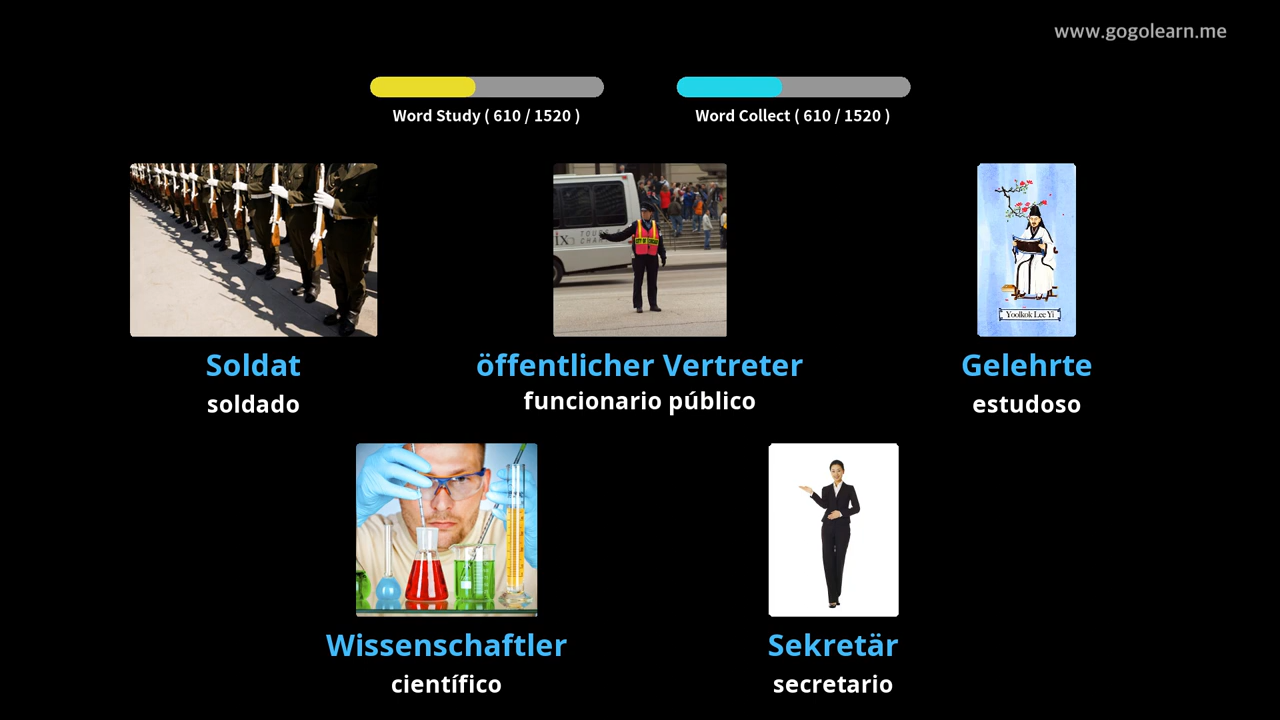 www.gogolearn.me
Word Study ( 610 / 1520 )
Word Collect ( 610 / 1520 )
Yoolkok Lee Yi
Soldat
soldado
öffentlicher Vertreter
funcionario público
Gelehrte
estudoso
Wissenschaftler
científico
Sekretär
secretario